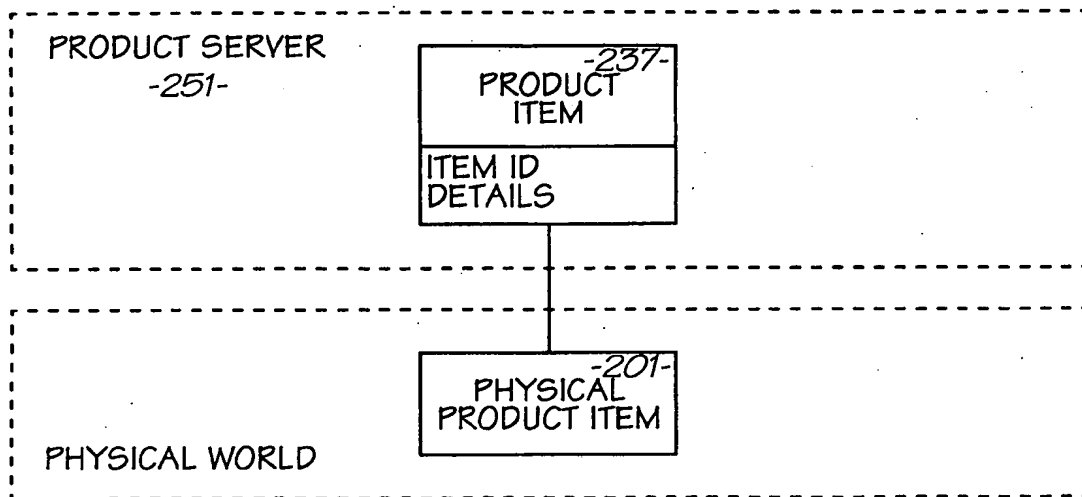 PRODUCT SERVER
-251-
-237-
PRODUCT
ITEM
ITEM ID
DETAILS
-201-
PHYSICAL
PRODUCT ITEM
PHYSICAL WORLD